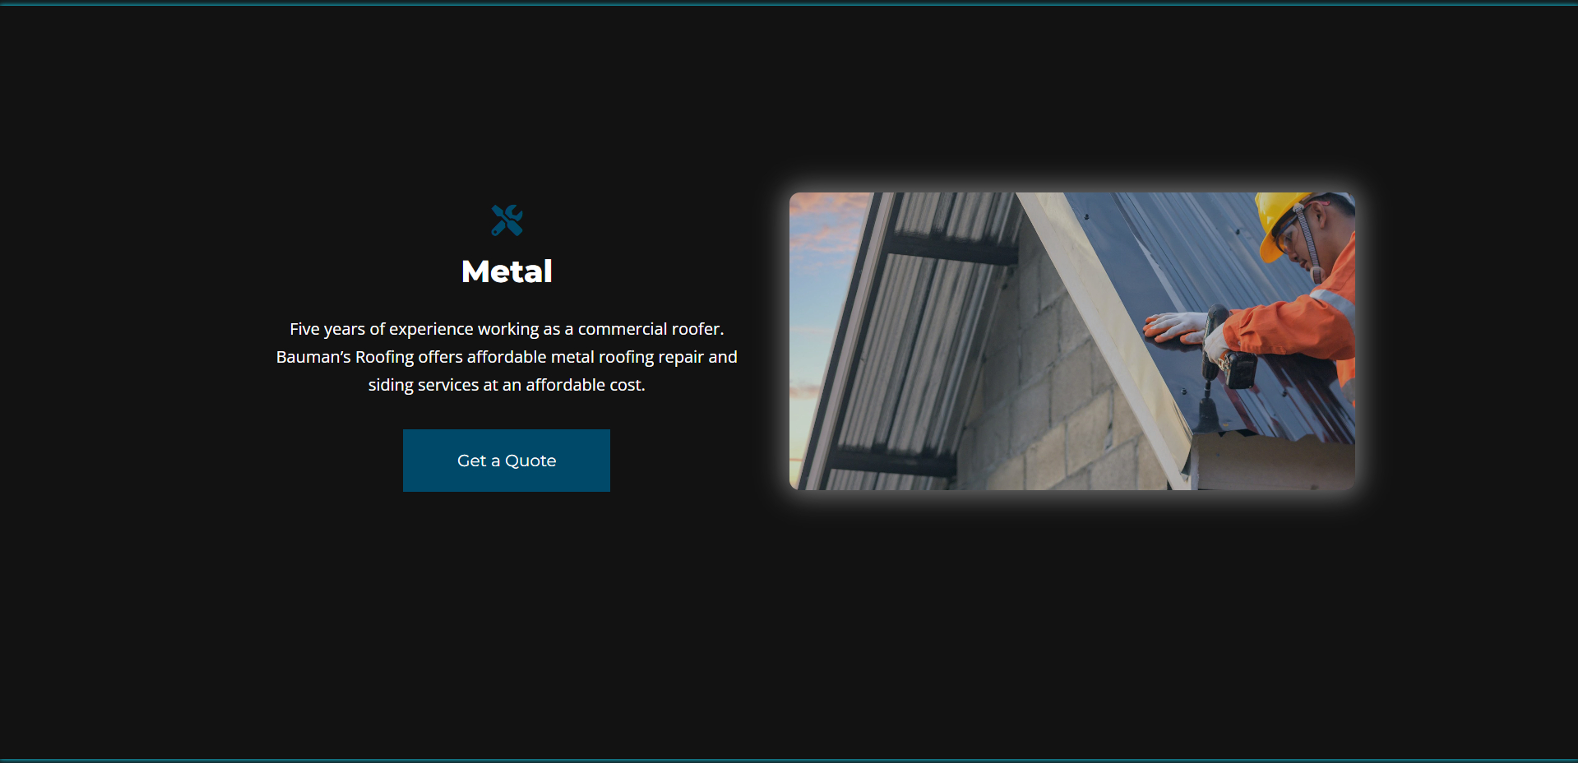 Metal
Five years of experience working as a commercial roofer.
Bauman’s Roofing offers affordable metal roofing repair and
siding services at an affordable cost.
Get a Quote